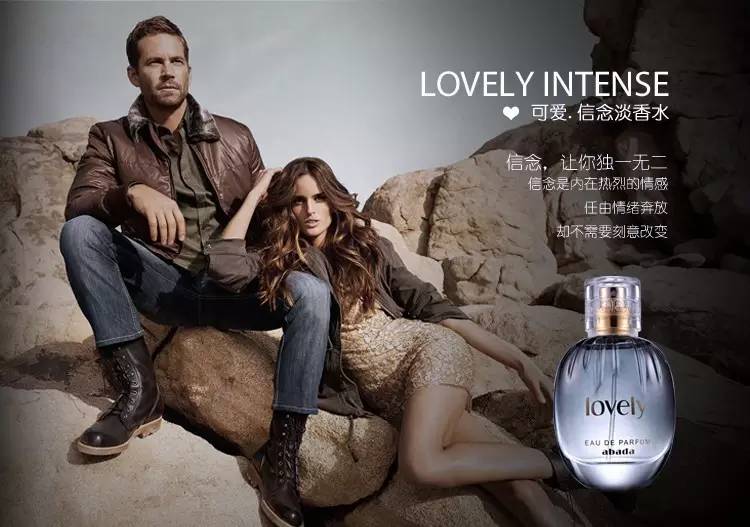 LOVELY INTENSE
可爱.信念淡香水
信念，让你独一无二
信念是内在热烈的情感
任由情绪奔放
却不需要刻意改变
lovely
EAU DE PARFUM
abada